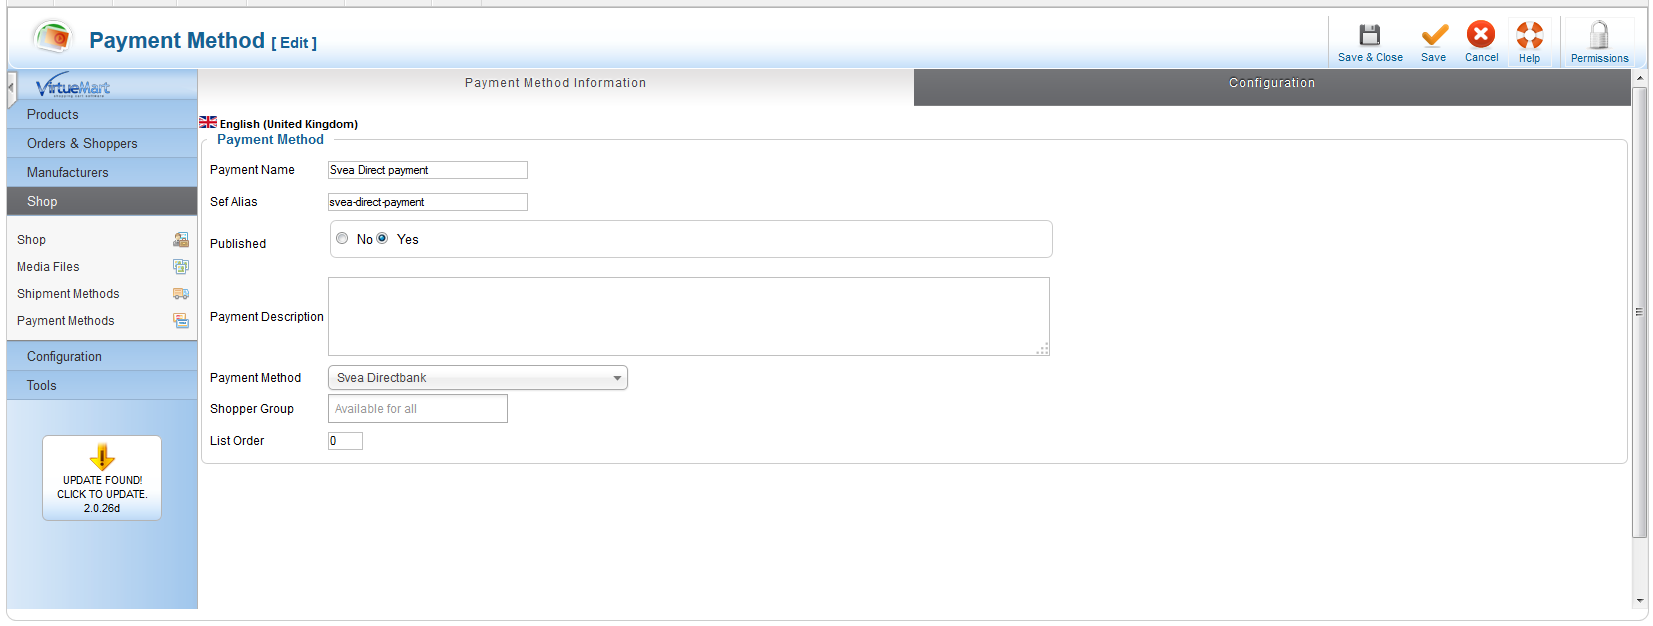 Payment Method [ Edit ]
Save & Close
Save
Cancel
Help
Permissions
VirtueMart
Products
Orders & Shoppers
Manufacturers
Shop
Shop
Media Files
Shipment Methods
Payment Methods
Configuration
Tools
UPDATE FOUND!
CLICK TO UPDATE.
2.0.26d
Payment Method Information
Configuration
English (United Kingdom)
Payment Method
Payment Name
Svea Direct payment
Sef Alias
svea-direct-payment
Published
No Yes
Payment Description
Payment Method
Svea Directbank
Shopper Group
Available for all
List Order
0